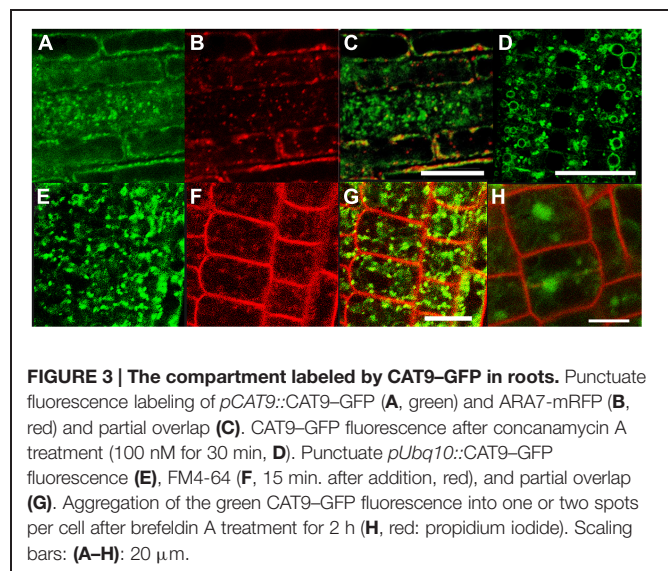 A B C D
E F G H
FIGURE 3 | The compartment labeled by CAT9–GFP in roots. Punctuate
fluorescence labeling of pCAT9::CAT9–GFP (A, green) and ARA7-mRFP (B,
red) and partial overlap (C). CAT9–GFP fluorescence after concanamycin A
treatment (100 nM for 30 min, D). Punctuate pUbq10::CAT9–GFP
fluorescence (E), FM4-64 (F, 15 min. after addition, red), and partial overlap
(G). Aggregation of the green CAT9–GFP fluorescence into one or two spots
per cell after brefeldin A treatment for 2 h (H, red: propidium iodide). Scaling
bars: (A–H): 20 μm.